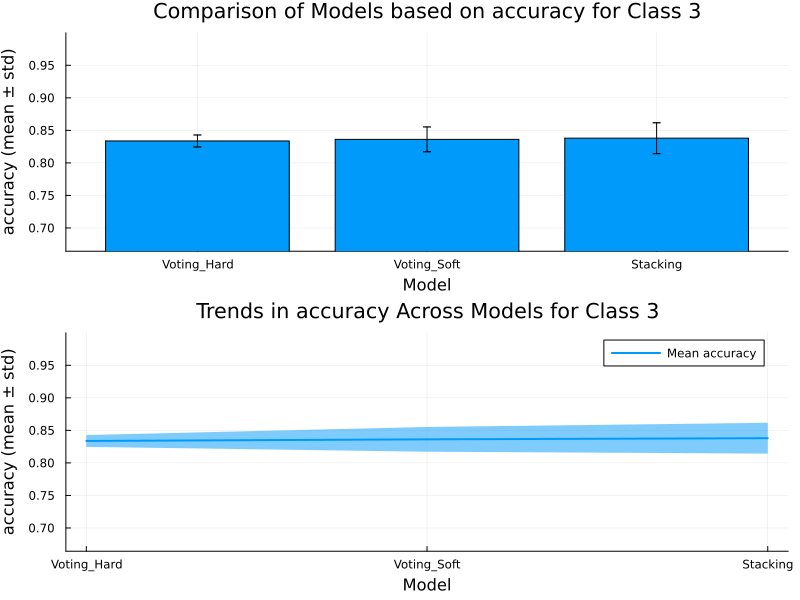 Comparison of Models based on accuracy for Class 3
accuracy (mean ± std)
0.95
0.90
0.85
0.80
0.75
0.70
Voting_Hard Voting_Soft Stacking
Model
Trends in accuracy Across Models for Class 3
accuracy (mean ± std)
Mean accuracy
0.95
0.90
0.85
0.80
0.75
0.70
Voting_Hard Voting_Soft Stacking
Model